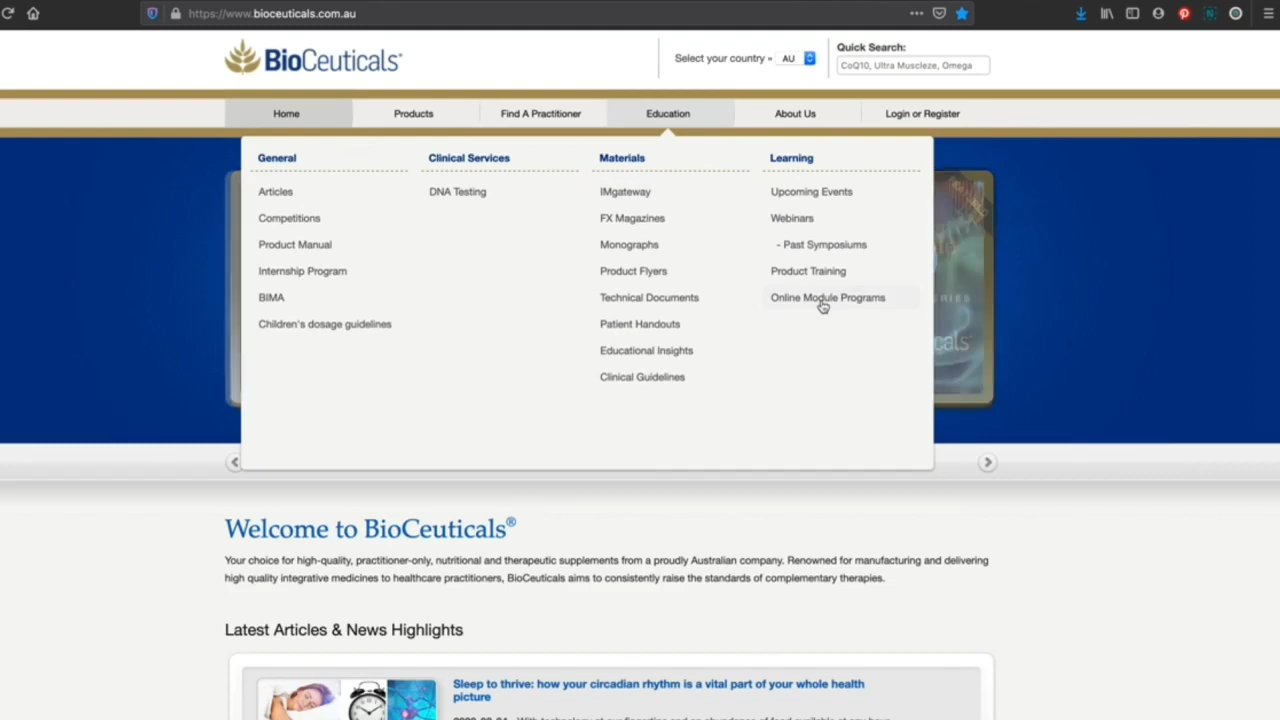 https://www.bioceuticals.com.au
BioCeuticals
Select your country » AU
Quick Search:
CoQ10, Ultra Muscleze, Omega
Home
Products
Find A Practitioner
Education
About Us
Login or Register
General
Articles
Competitions
Product Manual
Internship Program
BIMA
Children's dosage guidelines
Clinical Services
DNA Testing
Materials
IMgateway
FX Magazines
Monographs
Product Flyers
Technical Documents
Patient Handouts
Educational Insights
Clinical Guidelines
Learning
Upcoming Events
Webinars
- Past Symposiums
Product Training
Online Module Programs
Welcome to BioCeuticals®
Your choice for high-quality, practitioner-only, nutritional and therapeutic supplements from a proudly Australian company. Renowned for manufacturing and delivering
high quality integrative medicines to healthcare practitioners, BioCeuticals aims to consistently raise the standards of complementary therapies.
Latest Articles & News Highlights
Sleep to thrive: how your circadian rhythm is a vital part of your whole health
picture